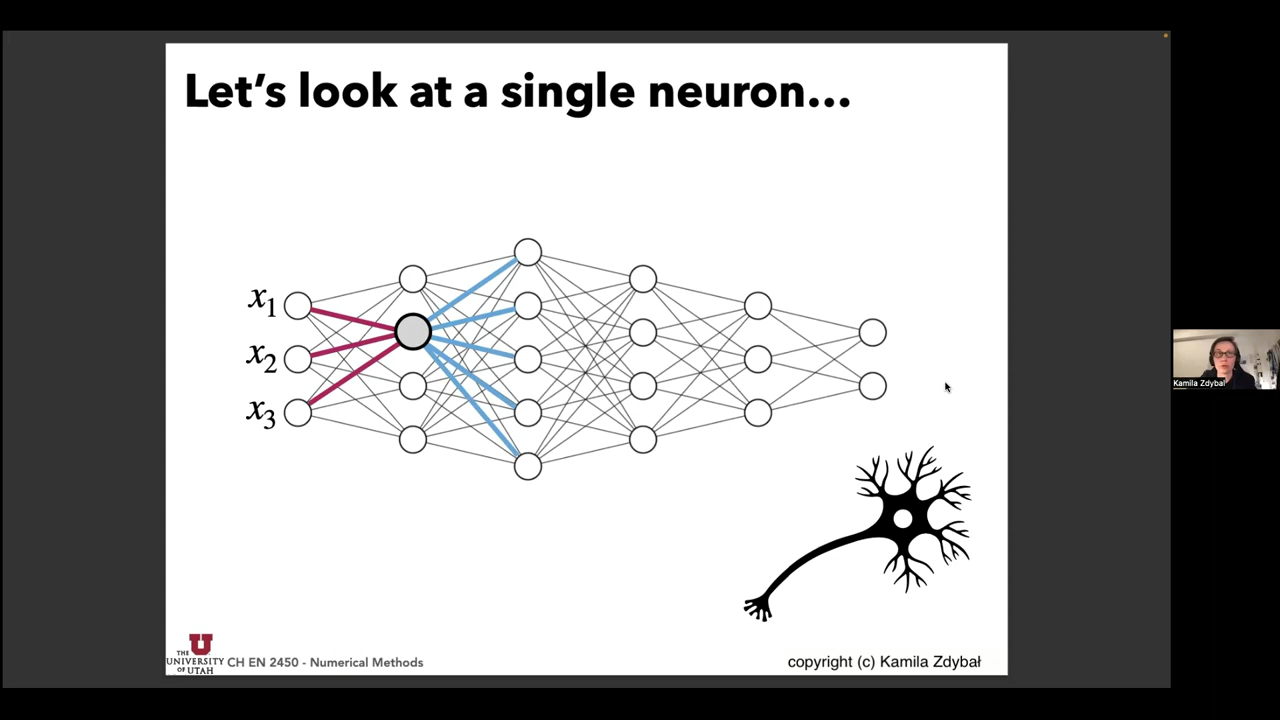 Let's look at a single neuron...
x1
x2
x3
Kamila Zdybał
THE
UNIVERSITY
OF UTAH
CH EN 2450 - Numerical Methods
copyright (c) Kamila Zdybał